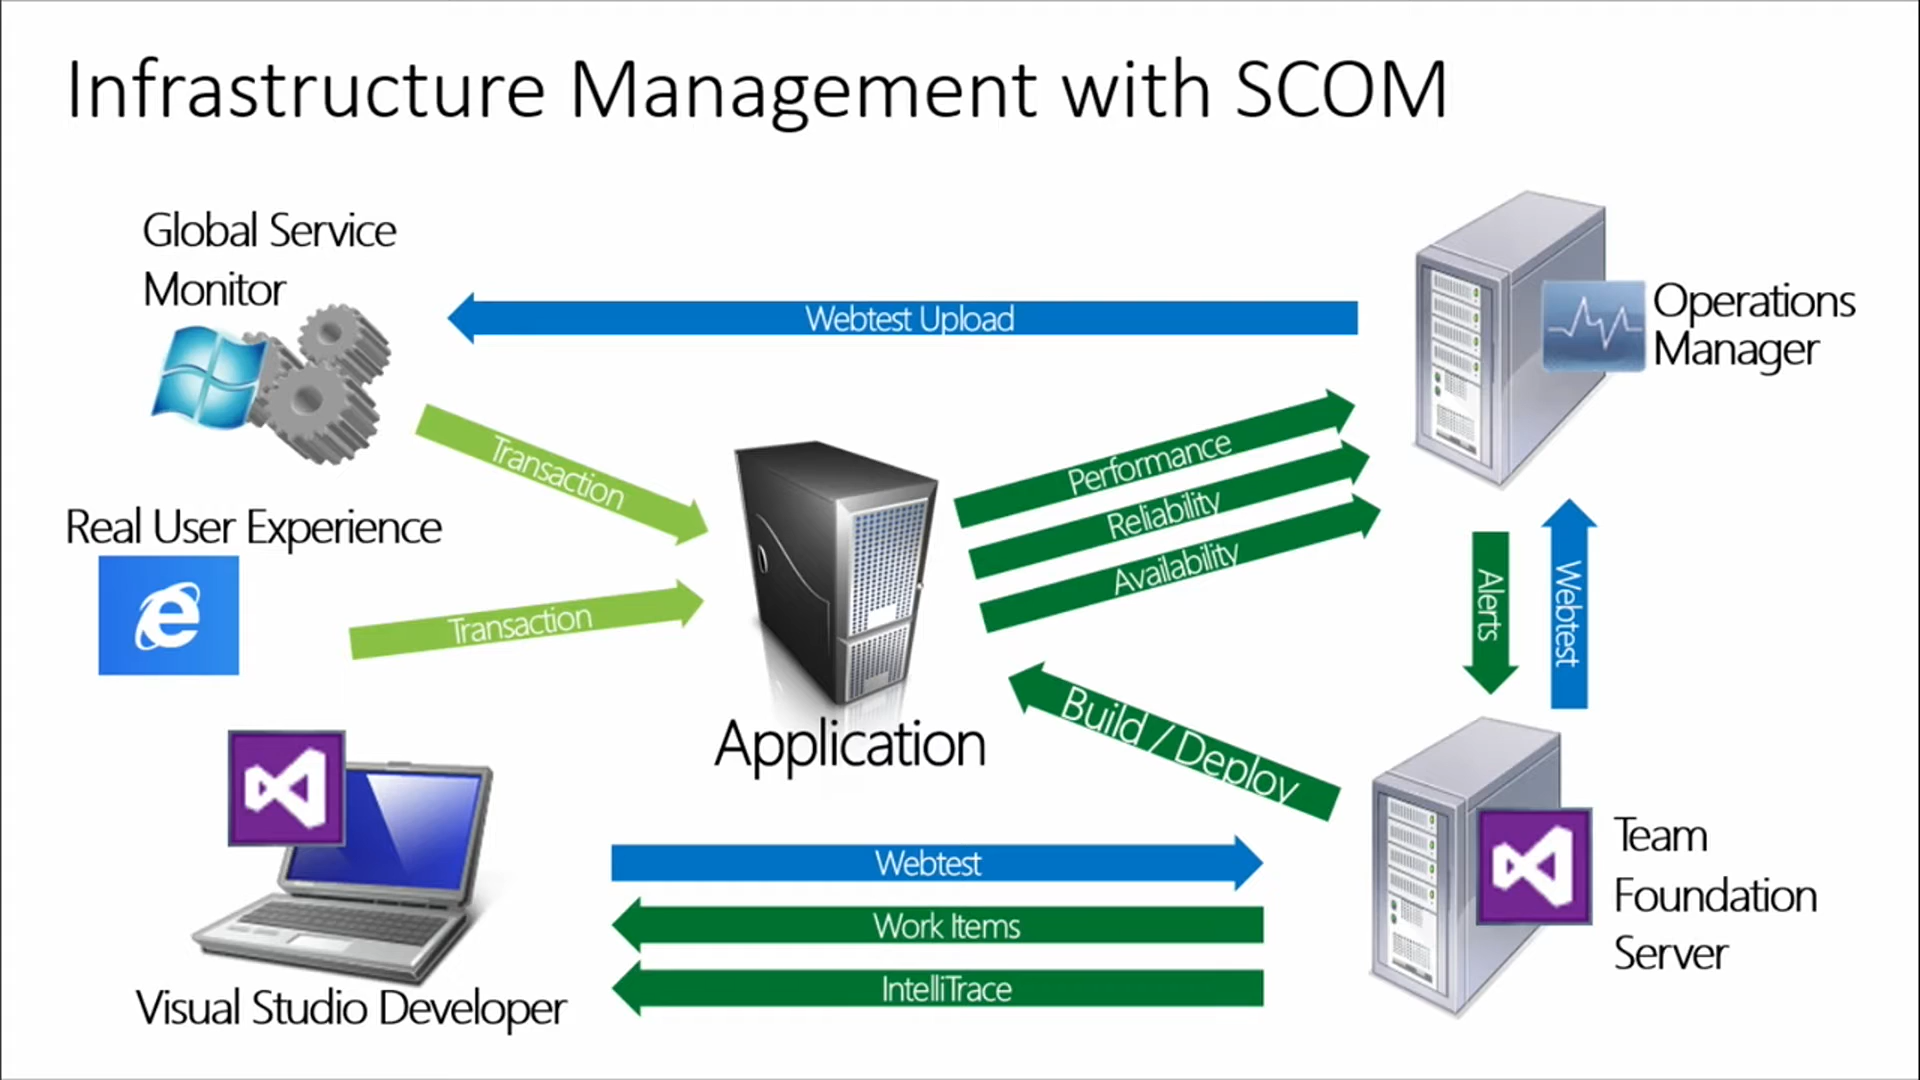 Infrastructure Management with SCOM
Global Service
Monitor
Webtest Upload
Operations
Manager
Transaction
Performance
Reliability
Availability
Real User Experience
Transaction
Alerts
Webtest
Application
Build / Deploy
Webtest
Work Items
IntelliTrace
Team
Foundation
Server
Visual Studio Developer